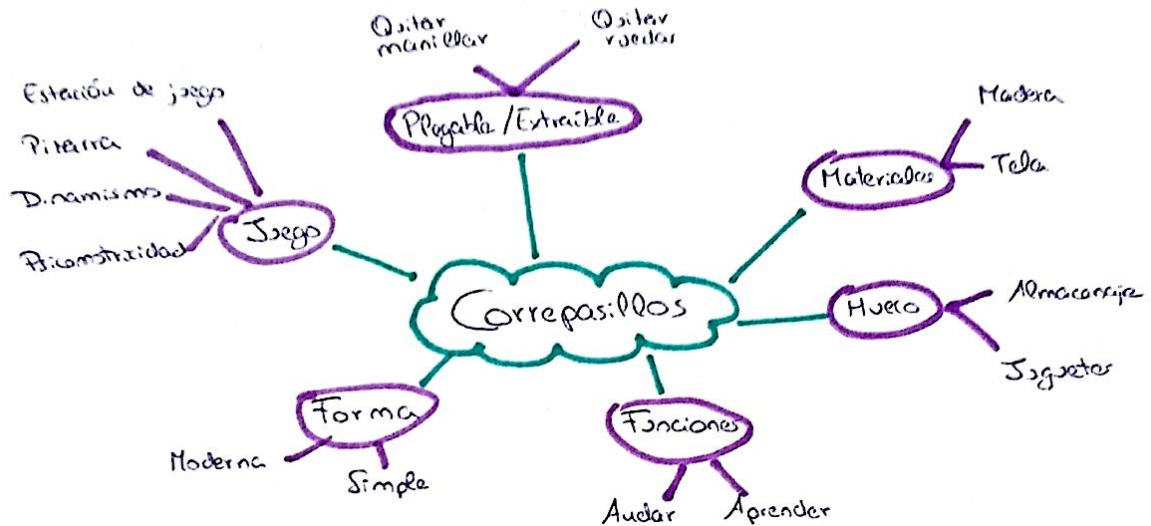 Quitar
manillar
Quitar
ruedas
Plegable / Extraíble
Estación de juego
Pizarra
Dinamismo
Psicomotricidad
Juego
Madera
Tela
Materiales
Correpasillos
Hueco
Almacenaje
Juguetes
Forma
Moderna
Simple
Funciones
Andar
Aprender